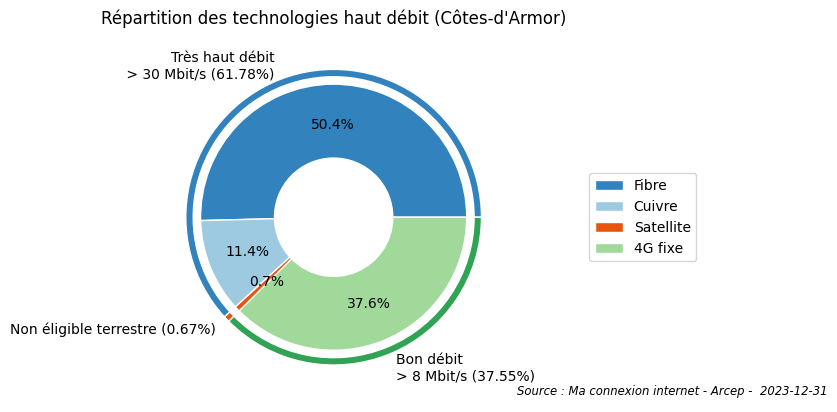 Répartition des technologies haut débit (Côtes-d'Armor)
Très haut débit
> 30 Mbit/s (61.78%)
50.4%
Fibre
Cuivre
Satellite
4G fixe
11.4%
0.7%
37.6%
Non éligible terrestre (0.67%)
Bon débit
> 8 Mbit/s (37.55%)
Source : Ma connexion internet - Arcep - 2023-12-31